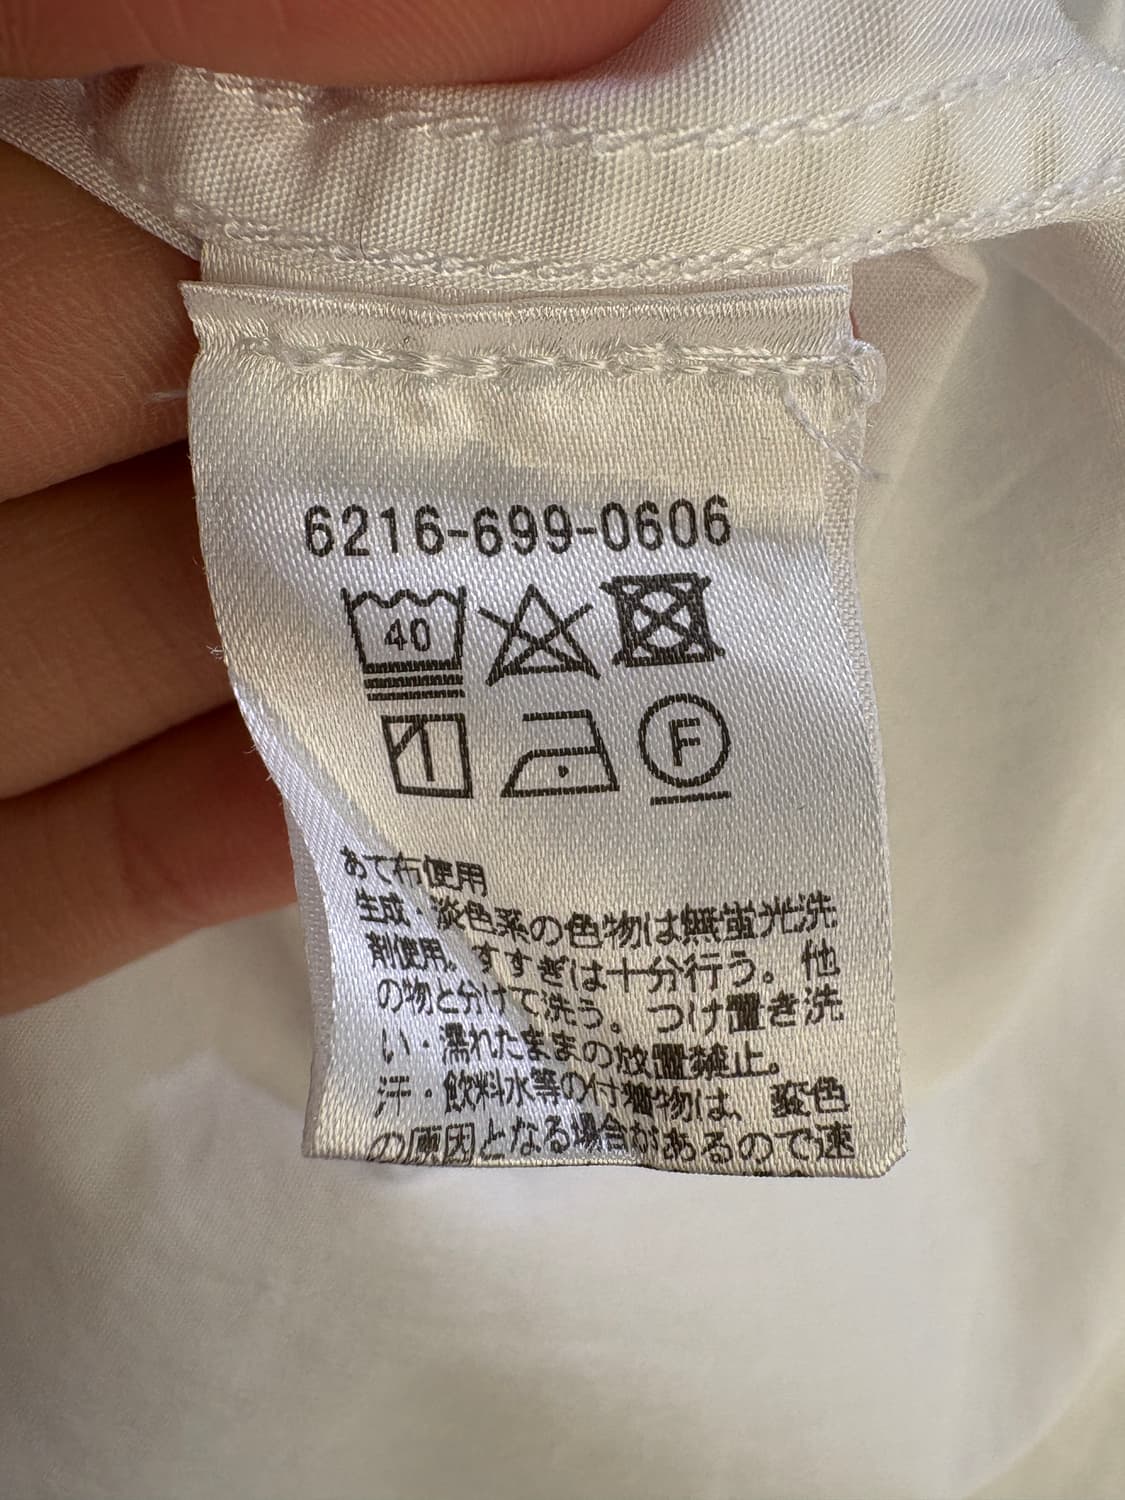 6216-699-0606
40
F
あて布使用
生成・淡色系の色物は無蛍光洗
剤使用。すすぎは十分行う。他
の物と分けて洗う。つけ置き洗
い・濡れたままの放置禁止。
汗・飲料水等の付着物は、変色
の原因となる場合があるので速